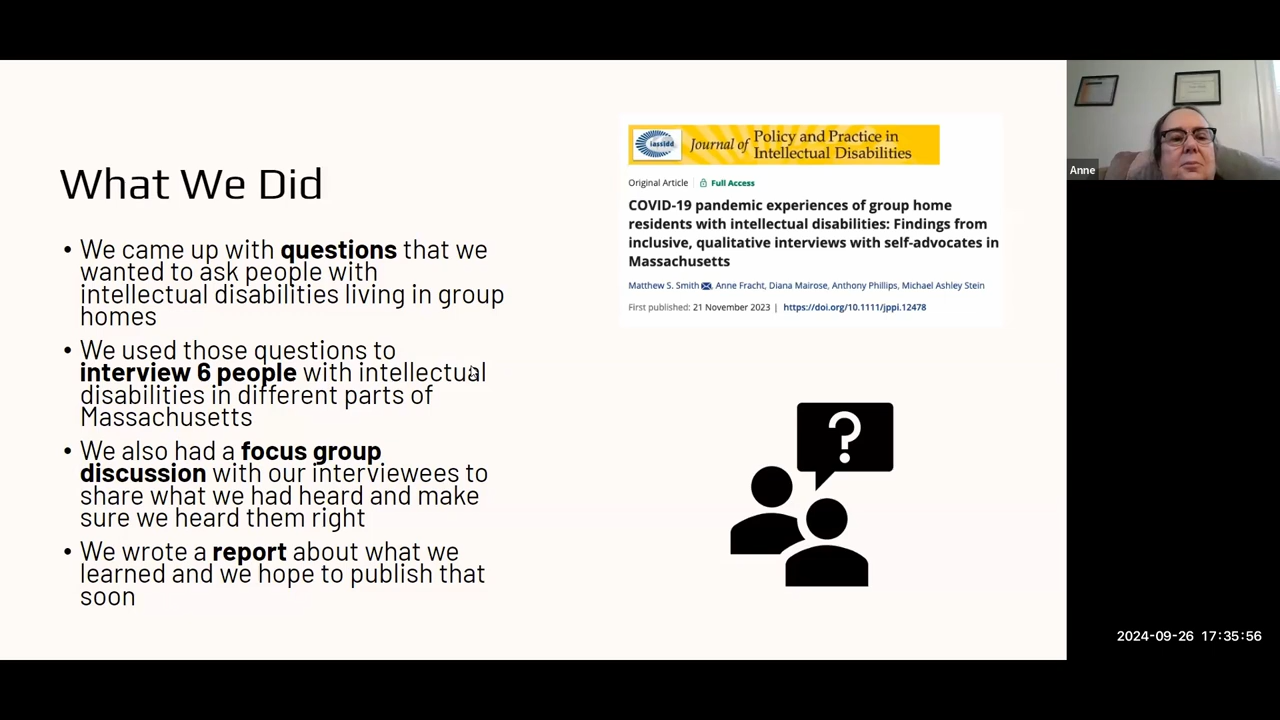 What We Did
• We came up with questions that we
wanted to ask people with
intellectual disabilities living in group
homes
• We used those questions to
interview 6 people with intellectual
disabilities in different parts of
Massachusetts
• We also had a focus group
discussion with our interviewees to
share what we had heard and make
sure we heard them right
• We wrote a report about what we
learned and we hope to publish that
soon
iassidd
Journal of Policy and Practice in
Intellectual Disabilities
Original Article Full Access
COVID-19 pandemic experiences of group home
residents with intellectual disabilities: Findings from
inclusive, qualitative interviews with self-advocates in
Massachusetts
Matthew S. Smith, Anne Fracht, Diana Mairose, Anthony Phillips, Michael Ashley Stein
First published: 21 November 2023 | https://doi.org/10.1111/jppi.12478
?
Anne
2024-09-26 17:35:56